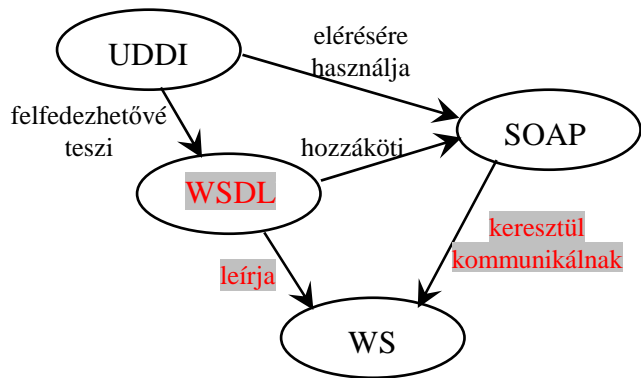 UDDI
elérésére
használja
felfedezhetővé
teszi
SOAP
hozzáköti
WSDL
keresztül
kommunikálnak
leírja
WS